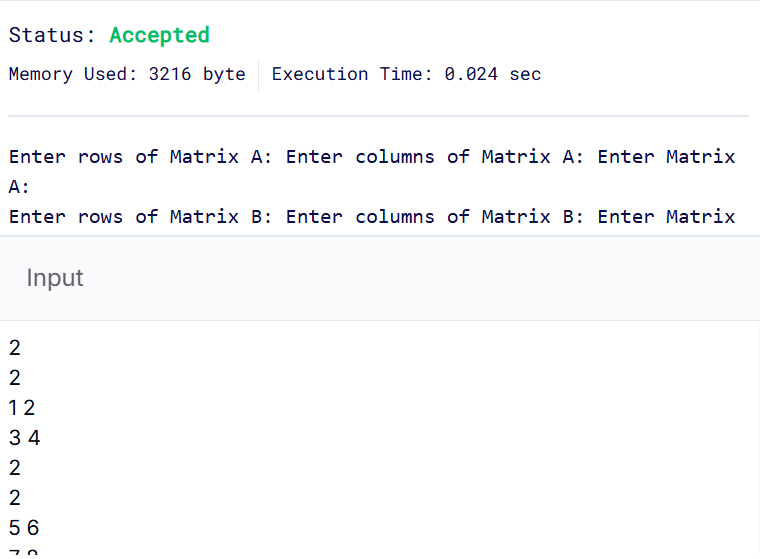 Status: Accepted
Memory Used: 3216 byte Execution Time: 0.024 sec
Enter rows of Matrix A: Enter columns of Matrix A: Enter Matrix
A:
Enter rows of Matrix B: Enter columns of Matrix B: Enter Matrix
Input
2
2
1 2
3 4
2
2
5 6
7 8